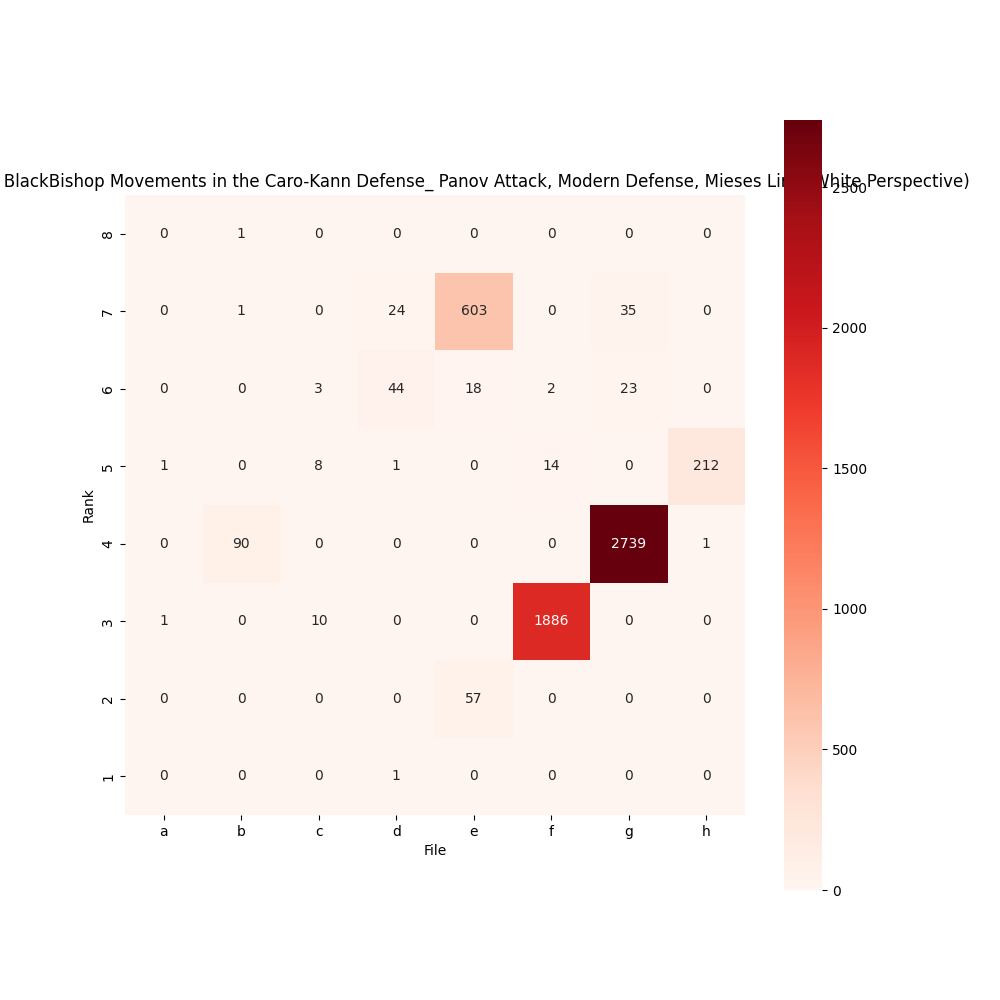 BlackBishop Movements in the Caro-Kann Defense_ Panov Attack, Modern Defense, Mieses Li White Perspective)
2500
8 0 1 0 0 0 0 0 0
7 0 1 0 24 603 0 35 0
2000
6 0 0 3 44 18 2 23 0
1500
5 1 0 8 1 0 14 0 212
Rank
4 0 90 0 0 0 0 2739 1
1000
3 1 0 10 0 0 1886 0 0
2 0 0 0 0 57 0 0 0
500
1 0 0 0 1 0 0 0 0
a b c d e f g h
File
0